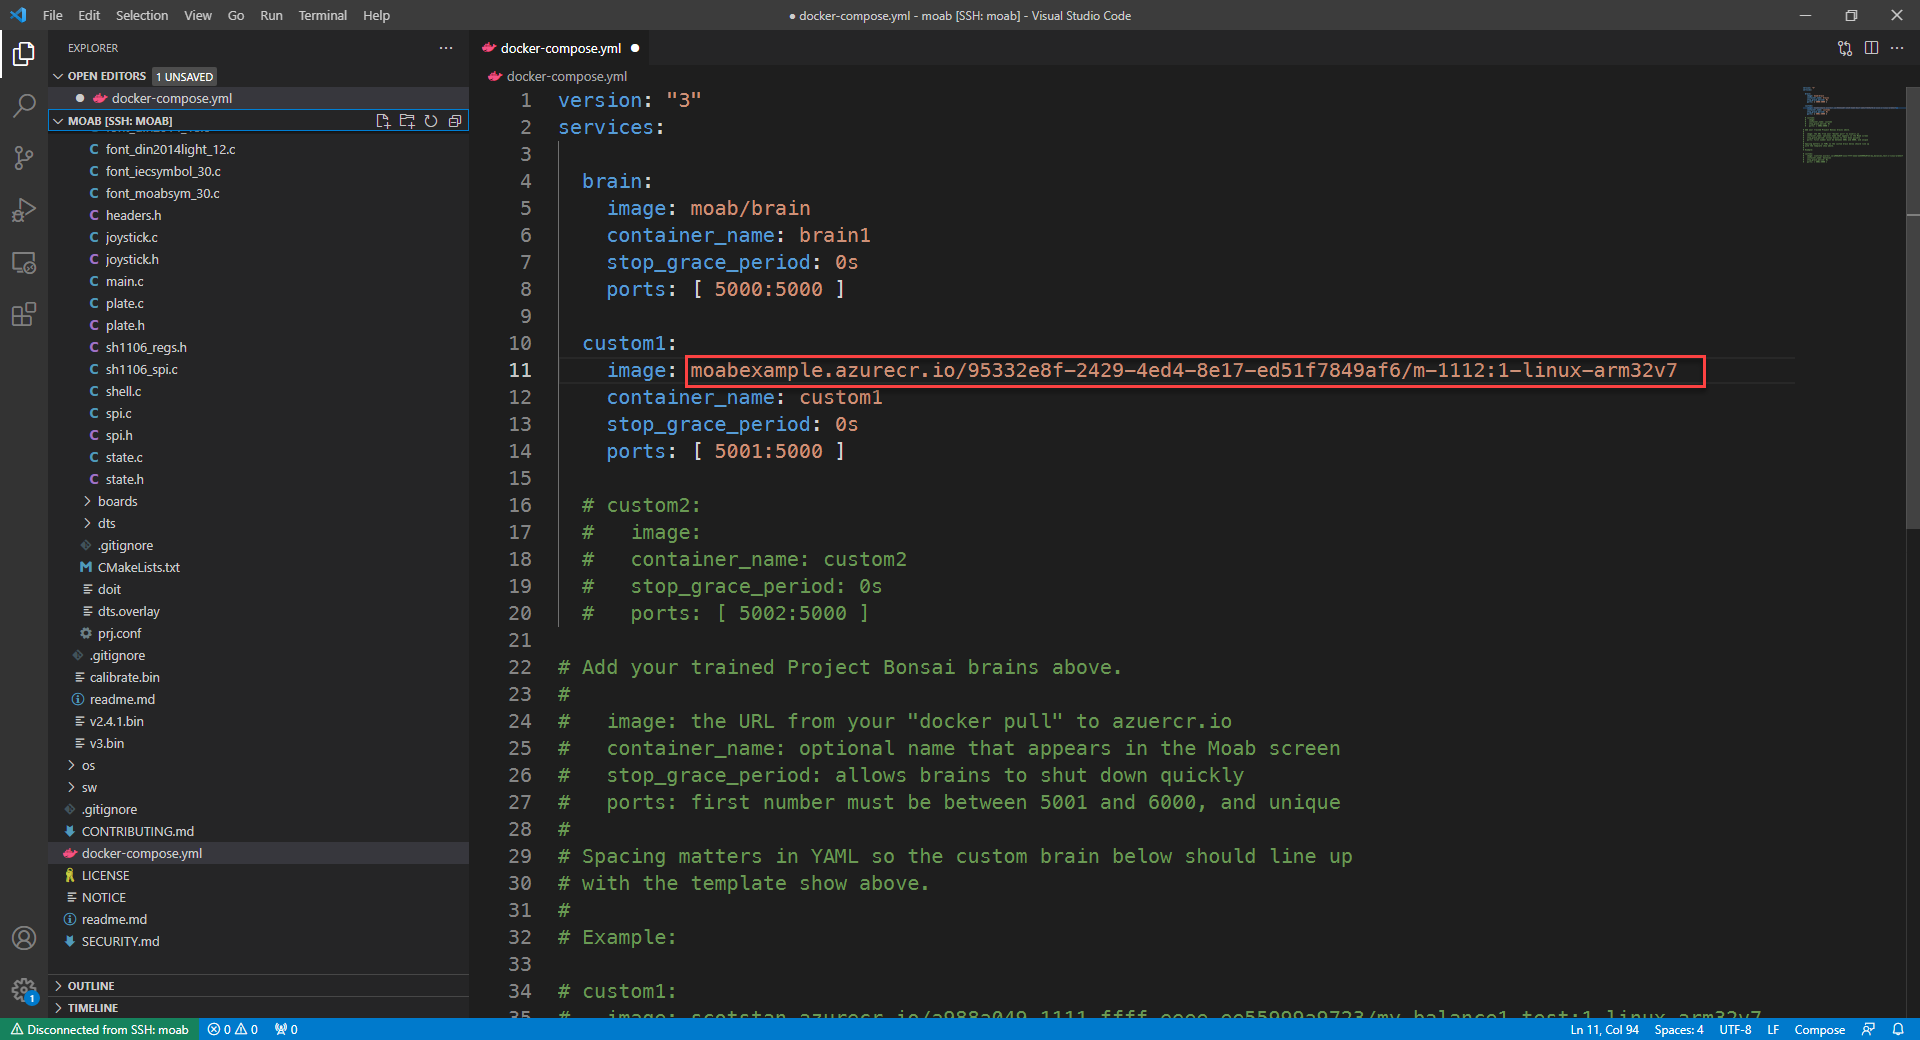 File Edit Selection View Go Run Terminal Help
● docker-compose.yml - moab [SSH: moab] - Visual Studio Code
EXPLORER
OPEN EDITORS 1 UNSAVED
docker-compose.yml
MOAB [SSH: MOAB]
C font_din2014light_12.c
C font_iecsymbol_30.c
C font_moabsym_30.c
C headers.h
C joystick.c
C joystick.h
C main.c
C plate.c
C plate.h
C sh1106_regs.h
C sh1106_spi.c
C shell.c
C spi.c
C spi.h
C state.c
C state.h
boards
dts
.gitignore
M CMakeLists.txt
doit
dts.overlay
prj.conf
.gitignore
calibrate.bin
readme.md
v2.4.1.bin
v3.bin
os
sw
.gitignore
CONTRIBUTING.md
docker-compose.yml
LICENSE
NOTICE
readme.md
SECURITY.md
OUTLINE
TIMELINE
docker-compose.yml
docker-compose.yml
1 version: "3"
2 services:
3
4 brain:
5 image: moab/brain
6 container_name: brain1
7 stop_grace_period: 0s
8 ports: [ 5000:5000 ]
9
10 custom1:
11 image: moabexample.azurecr.io/95332e8f-2429-4ed4-8e17-ed51f7849af6/m-1112:1-linux-arm32v7
12 container_name: custom1
13 stop_grace_period: 0s
14 ports: [ 5001:5000 ]
15
16 # custom2:
17 # image:
18 # container_name: custom2
19 # stop_grace_period: 0s
20 # ports: [ 5002:5000 ]
21
22 # Add your trained Project Bonsai brains above.
23 #
24 # image: the URL from your "docker pull" to azuercr.io
25 # container_name: optional name that appears in the Moab screen
26 # stop_grace_period: allows brains to shut down quickly
27 # ports: first number must be between 5001 and 6000, and unique
28 #
29 # Spacing matters in YAML so the custom brain below should line up
30 # with the template show above.
31 #
32 # Example:
33
34 # custom1:
35 # image:
1
Disconnected from SSH: moab 0 0 0
Ln 11, Col 94 Spaces: 4 UTF-8 LF Compose